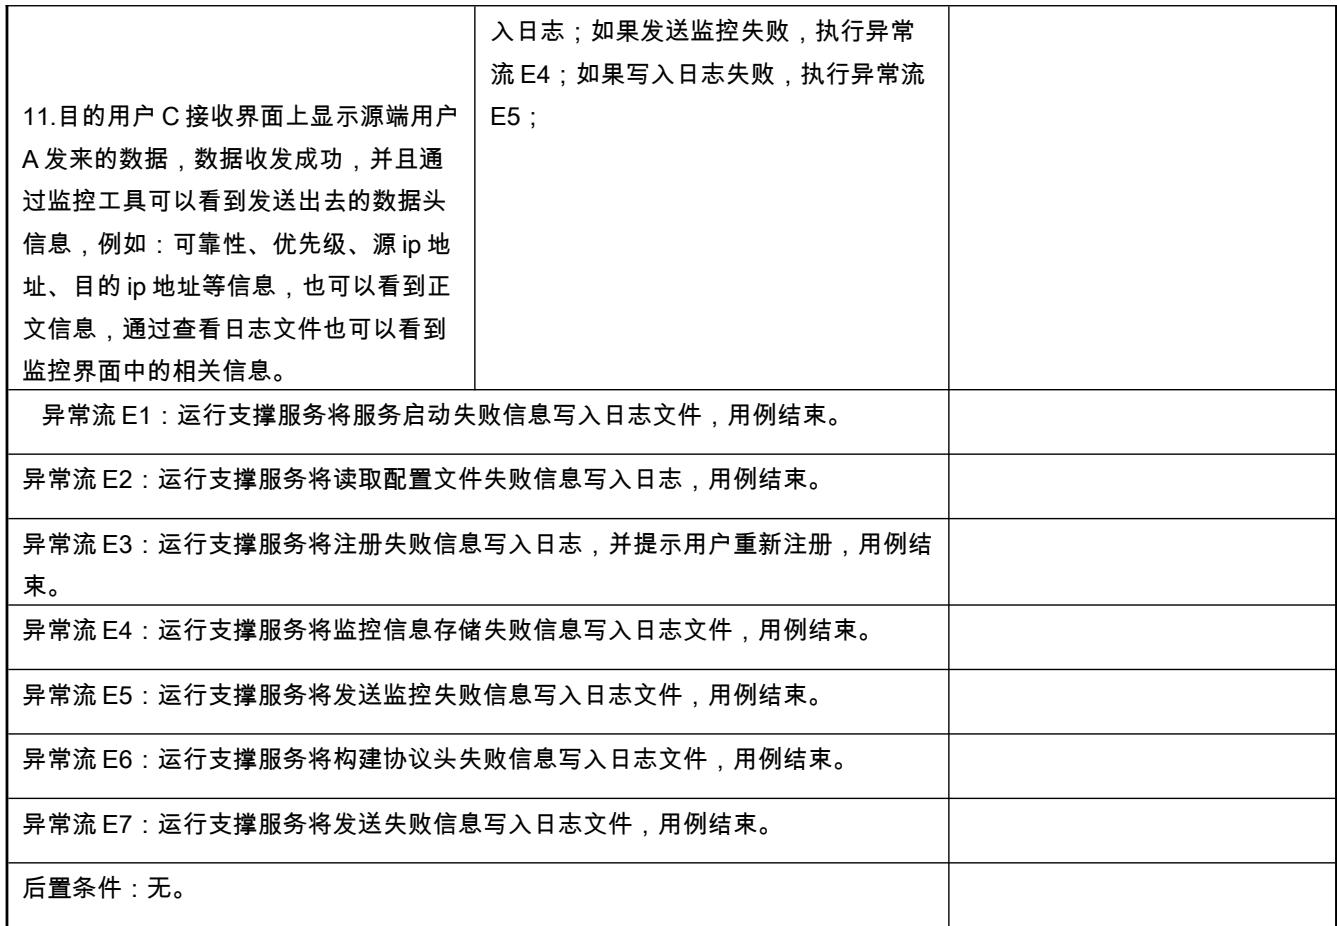 入日志；如果发送监控失败，执行异常
流 E4；如果写入日志失败，执行异常流
E5；
11.目的用户 C 接收界面上显示源端用户
A 发来的数据，数据收发成功，并且通
过监控工具可以看到发送出去的数据头
信息，例如：可靠性、优先级、源 ip 地
址、目的 ip 地址等信息，也可以看到正
文信息，通过查看日志文件也可以看到
监控界面中的相关信息。
异常流 E1：运行支撑服务将服务启动失败信息写入日志文件，用例结束。
异常流 E2：运行支撑服务将读取配置文件失败信息写入日志，用例结束。
异常流 E3：运行支撑服务将注册失败信息写入日志，并提示用户重新注册，用例结
束。
异常流 E4：运行支撑服务将监控信息存储失败信息写入日志文件，用例结束。
异常流 E5：运行支撑服务将发送监控失败信息写入日志文件，用例结束。
异常流 E6：运行支撑服务将构建协议头失败信息写入日志文件，用例结束。
异常流 E7：运行支撑服务将发送失败信息写入日志文件，用例结束。
后置条件：无。